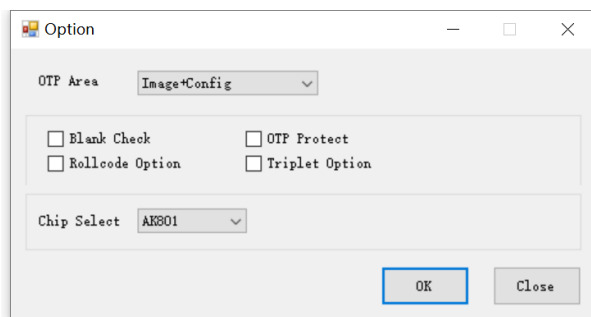 Option
OTP Area Image+Config
Blank Check OTP Protect
Rollcode Option Triplet Option
Chip Select AK801
OK Close